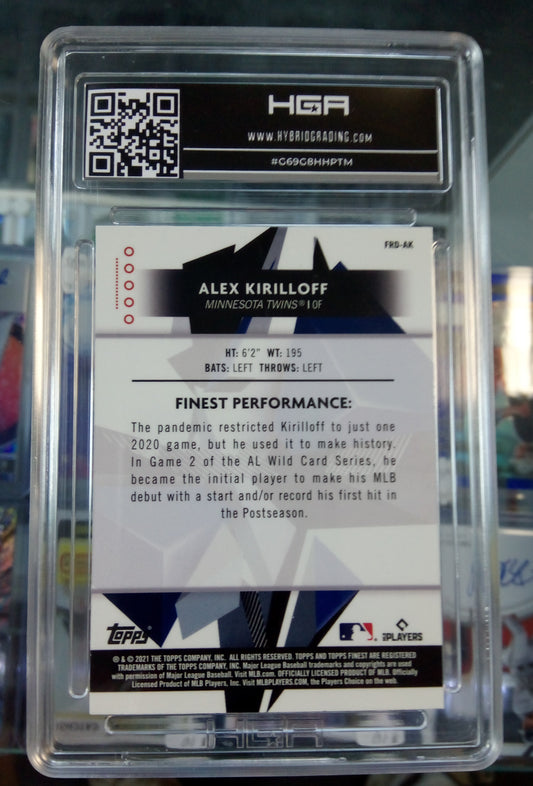 HGA
WWW.HYBRIDGRADING.COM
#G69G8HHPTM
FRD-AK
ALEX KIRILLOFF
MINNESOTA TWINS® | OF
HT: 6'2" WT: 195
BATS: LEFT THROWS: LEFT
FINEST PERFORMANCE:
The pandemic restricted Kirilloff to just one
2020 game, but he used it to make history.
In Game 2 of the AL Wild Card Series, he
became the initial player to make his MLB
debut with a start and/or record his first hit in
the Postseason.
Topps
PLAYERS
® & © 2021 THE TOPPS COMPANY, INC. ALL RIGHTS RESERVED. TOPPS AND TOPPS FINEST ARE REGISTERED
TRADEMARKS OF THE TOPPS COMPANY, INC. Major League Baseball trademarks and copyrights are used
with permission of Major League Baseball. Visit MLB.com. OFFICIALLY LICENSED PRODUCT OF MLB. Officially
Licensed Product of MLB Players, Inc. Visit MLBPLAYERS.COM, the Players Choice on the web.
HGA